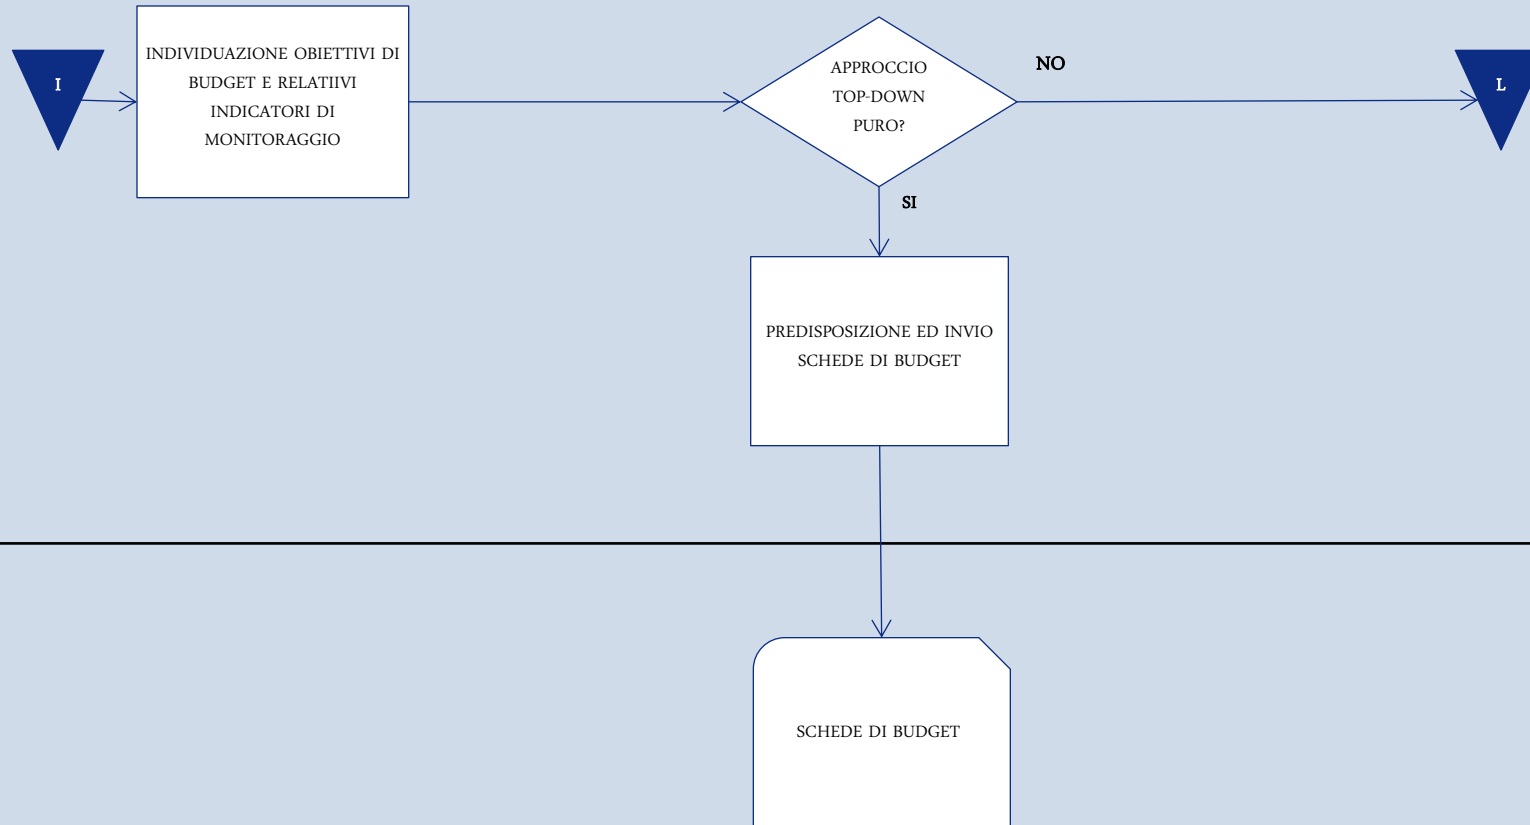 I
INDIVIDUAZIONE OBIETTIVI DI
BUDGET E RELATIIVI
INDICATORI DI
MONITORAGGIO
APPROCCIO
TOP-DOWN
PURO?
NO
L
SI
PREDISPOSIZIONE ED INVIO
SCHEDE DI BUDGET
SCHEDE DI BUDGET